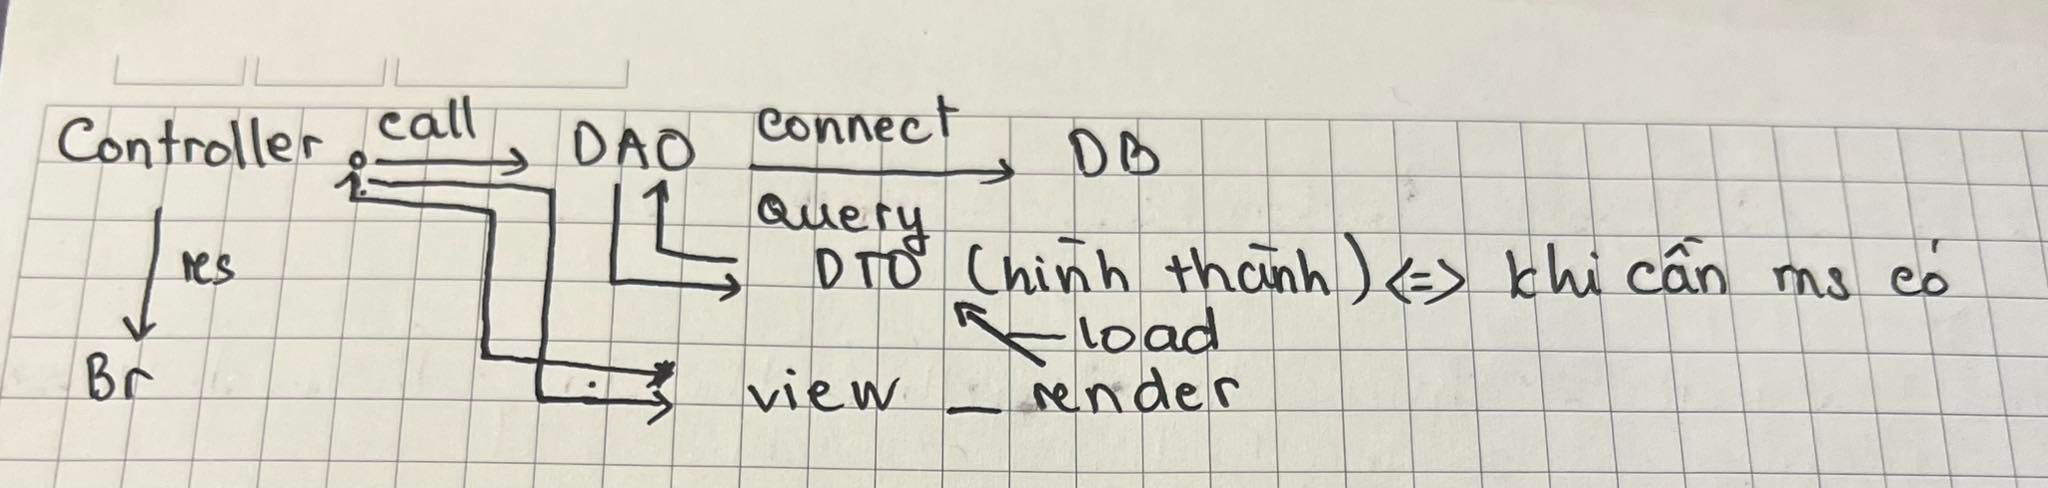 Controller call DAO connect DB
Query
res DTO (hình thành) <=> khi cần ms có
load
Br view _ render